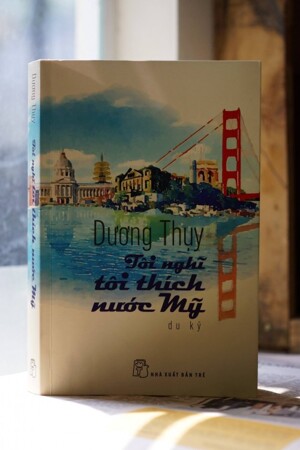 Dương Thụy
Tôi nghĩ
tôi thích
nước Mỹ
du ký
NHÀ XUẤT BẢN TRẺ
Dương Thụy
Tôi nghĩ tôi thích nước Mỹ